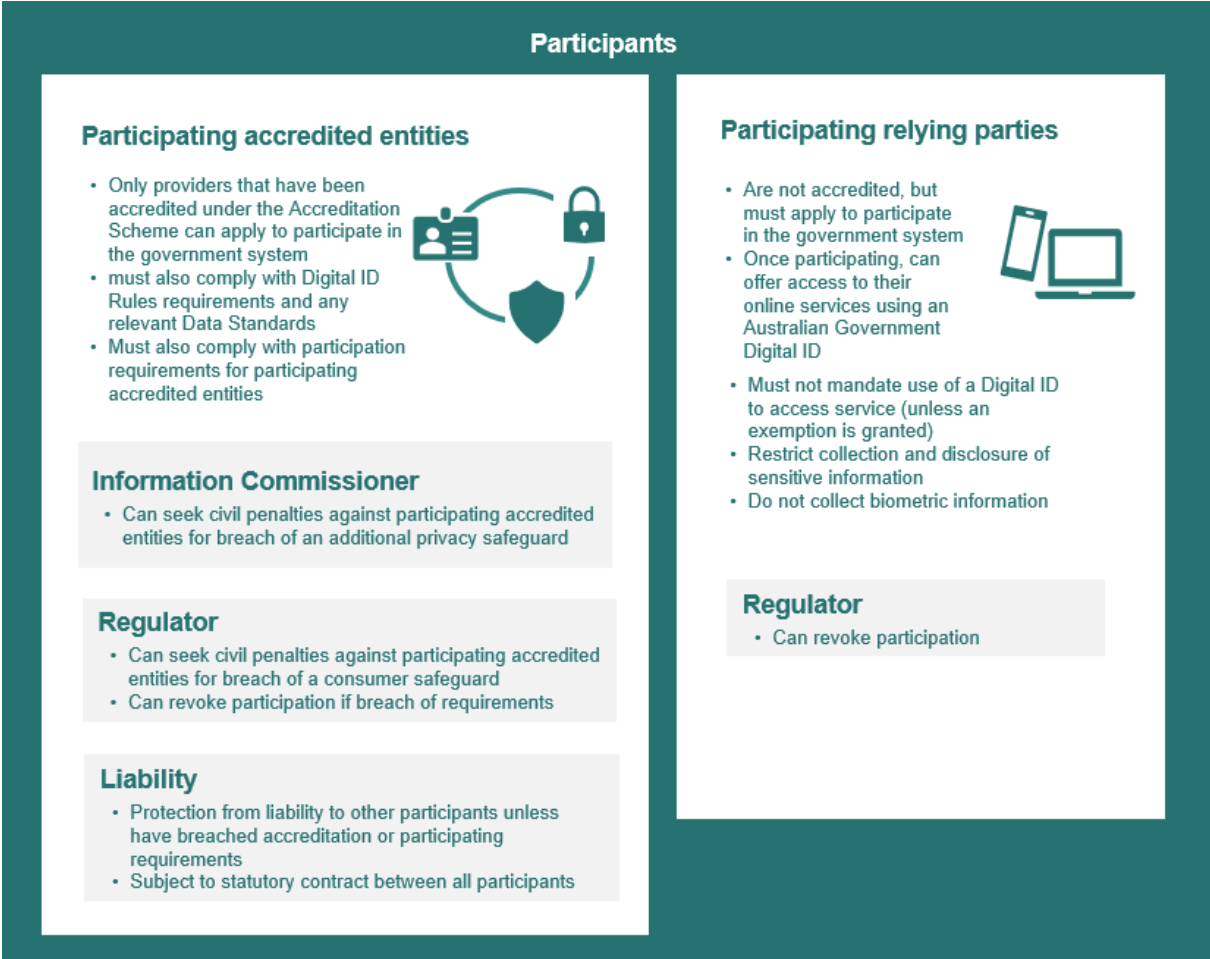 Participants
Participating accredited entities
• Only providers that have been
accredited under the Accreditation
Scheme can apply to participate in
the government system
• must also comply with Digital ID
Rules requirements and any
relevant Data Standards
• Must also comply with participation
requirements for participating
accredited entities
Information Commissioner
• Can seek civil penalties against participating accredited
entities for breach of an additional privacy safeguard
Regulator
• Can seek civil penalties against participating accredited
entities for breach of a consumer safeguard
• Can revoke participation if breach of requirements
Liability
• Protection from liability to other participants unless
have breached accreditation or participating
requirements
• Subject to statutory contract between all participants
Participating relying parties
• Are not accredited, but
must apply to participate
in the government system
• Once participating, can
offer access to their
online services using an
Australian Government
Digital ID
• Must not mandate use of a Digital ID
to access service (unless an
exemption is granted)
• Restrict collection and disclosure of
sensitive information
• Do not collect biometric information
Regulator
• Can revoke participation